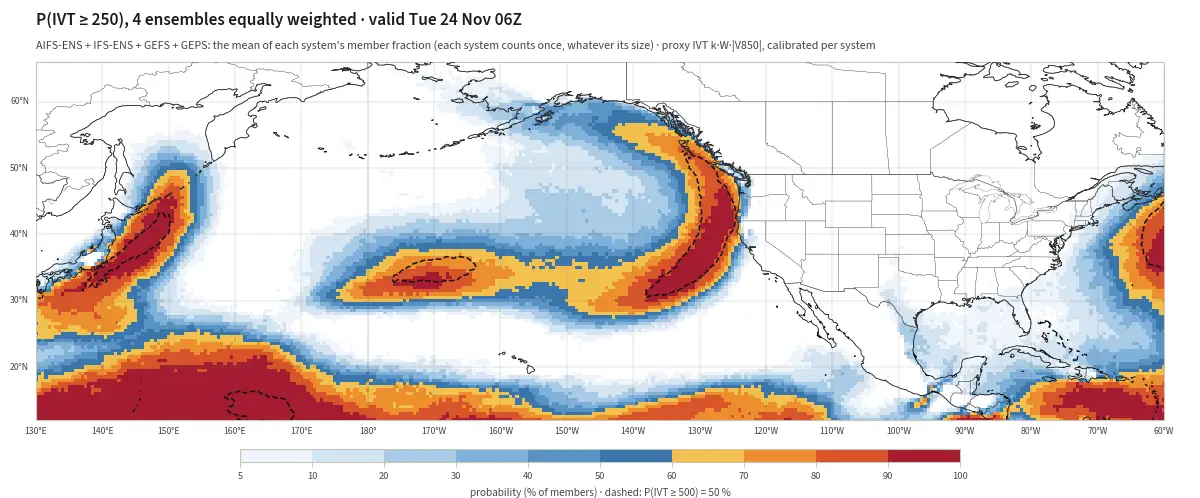 P(IVT ≥ 250), 4 ensembles equally weighted · valid Tue 24 Nov 06Z
AIFS-ENS + IFS-ENS + GEFS + GEPS: the mean of each system's member fraction (each system counts once, whatever its size) · proxy IVT k·W·|V850|, calibrated per system
60°N
50°N
40°N
30°N
20°N
130°E 140°E 150°E 160°E 170°E 180° 170°W 160°W 150°W 140°W 130°W 120°W 110°W 100°W 90°W 80°W 70°W 60°W
5 10 20 30 40 50 60 70 80 90 100
probability (% of members) · dashed: P(IVT ≥ 500) = 50 %